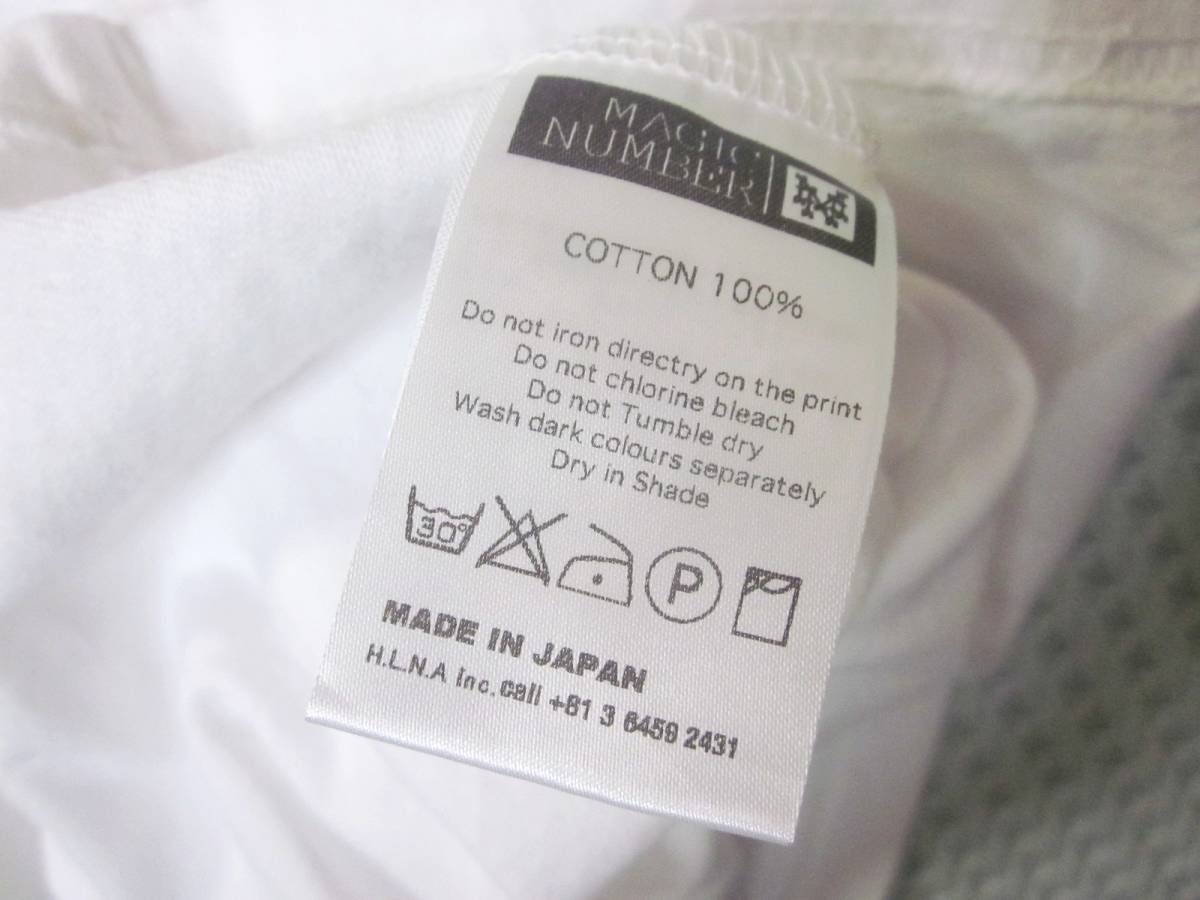 MAGIC
NUMBER
COTTON 100%
Do not iron directry on the print
Do not chlorine bleach
Do not Tumble dry
Wash dark colours separately
Dry in Shade
30° P
MADE IN JAPAN
H.L.N.A Inc. call +81 3 6459 2431